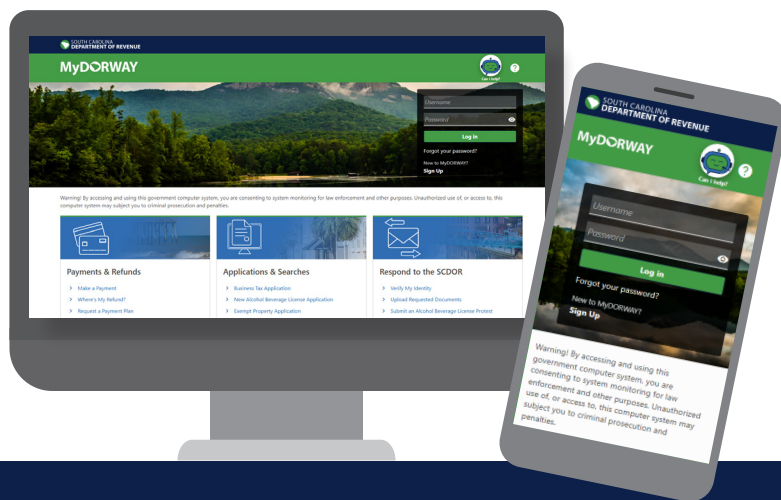 SOUTH CAROLINA
DEPARTMENT OF REVENUE
MyDORWAY
Can I help?
?
Username
Password
Log in
Forgot your password?
New to MyDORWAY?
Sign Up
Warning! By accessing and using this government computer system, you are consenting to system monitoring for law enforcement and other purposes. Unauthorized use of, or access to, this
computer system may subject you to criminal prosecution and penalties.
Payments & Refunds
> Make a Payment
> Where's My Refund?
> Request a Payment Plan
Applications & Searches
> Business Tax Application
> New Alcohol Beverage License Application
> Exempt Property Application
Respond to the SCDOR
> Verify My Identity
> Upload Requested Documents
> Submit an Alcohol Beverage License Protest
SOUTH CAROLINA
DEPARTMENT OF REVENUE
MyDORWAY
Can I help?
?
Username
Password
Log in
Forgot your password?
New to MyDORWAY?
Sign Up
Warning! By accessing and using this
government computer system, you are
consenting to system monitoring for law
enforcement and other purposes. Unauthorized
use of, or access to, this computer system may
subject you to criminal prosecution and
penalties.